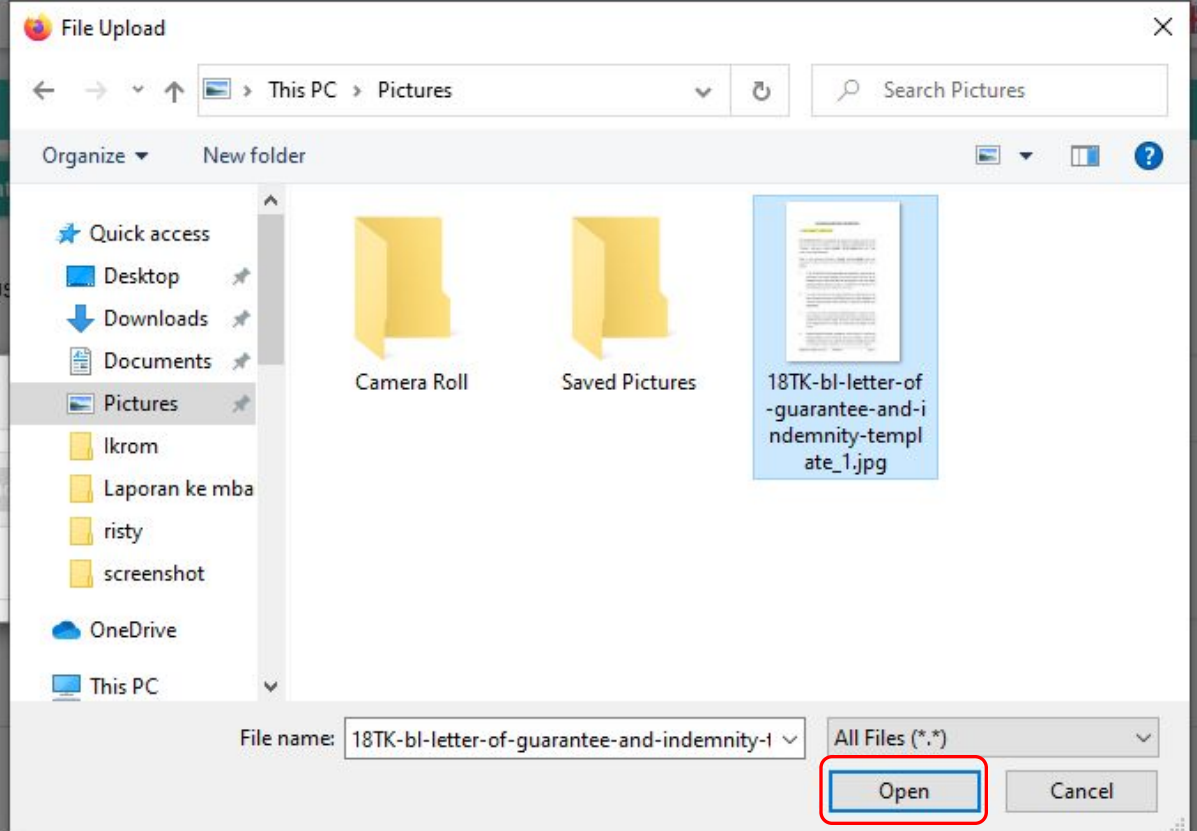 File Upload
This PC > Pictures
Search Pictures
Organize
New folder
?
Quick access
Desktop
Downloads
Documents
Pictures
Ikrom
Laporan ke mba
risty
screenshot
OneDrive
This PC
Camera Roll
Saved Pictures
18TK-bl-letter-of
-guarantee-and-i
ndemnity-templ
ate_1.jpg
File name:
18TK-bl-letter-of-guarantee-and-indemnity-t
All Files (*.*)
Open
Cancel